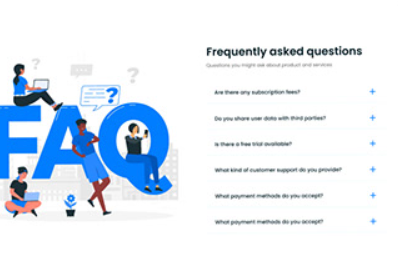 FAQ
?
?
?
Frequently asked questions
Questions you might ask about product and services
Are there any subscription fees?
Do you share user data with third parties?
Is there a free trial available?
What kind of customer support do you provide?
What payment methods do you accept?
What payment methods do you accept?